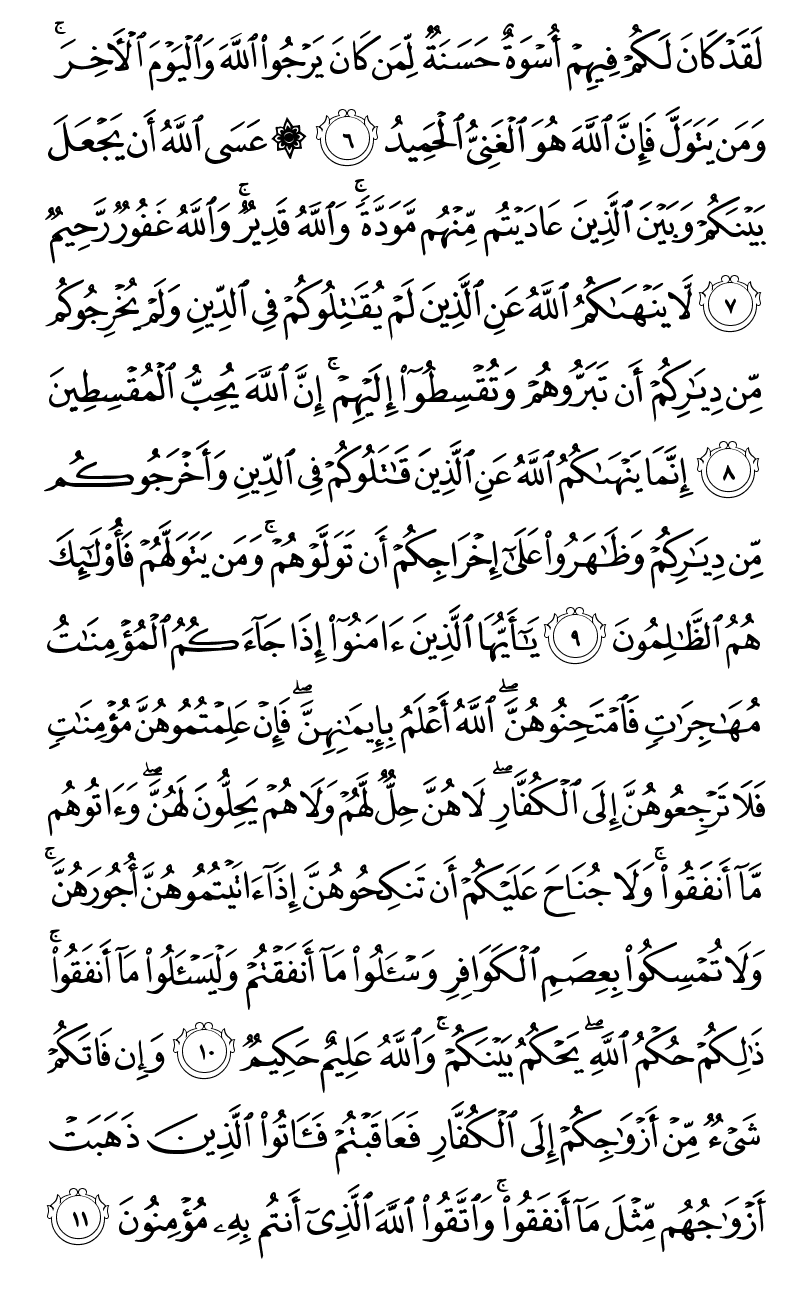 لَقَدۡ كَانَ لَكُمۡ فِيهِمۡ أُسۡوَةٌ حَسَنَةٌ لِّمَن كَانَ يَرۡجُواْ ٱللَّهَ وَٱلۡيَوۡمَ ٱلۡأٓخِرَۚ
وَمَن يَتَوَلَّ فَإِنَّ ٱللَّهَ هُوَ ٱلۡغَنِيُّ ٱلۡحَمِيدُ ٦ ۞ عَسَى ٱللَّهُ أَن يَجۡعَلَ
بَيۡنَكُمۡ وَبَيۡنَ ٱلَّذِينَ عَادَيۡتُم مِّنۡهُم مَّوَدَّةٗۚ وَٱللَّهُ قَدِيرٞۚ وَٱللَّهُ غَفُورٞ رَّحِيمٞ
٧ لَّا يَنۡهَىٰكُمُ ٱللَّهُ عَنِ ٱلَّذِينَ لَمۡ يُقَٰتِلُوكُمۡ فِي ٱلدِّينِ وَلَمۡ يُخۡرِجُوكُم
مِّن دِيَٰرِكُمۡ أَن تَبَرُّوهُمۡ وَتُقۡسِطُوٓاْ إِلَيۡهِمۡۚ إِنَّ ٱللَّهَ يُحِبُّ ٱلۡمُقۡسِطِينَ
٨ إِنَّمَا يَنۡهَىٰكُمُ ٱللَّهُ عَنِ ٱلَّذِينَ قَٰتَلُوكُمۡ فِي ٱلدِّينِ وَأَخۡرَجُوكُم
مِّن دِيَٰرِكُمۡ وَظَٰهَرُواْ عَلَىٰٓ إِخۡرَاجِكُمۡ أَن تَوَلَّوۡهُمۡۚ وَمَن يَتَوَلَّهُمۡ فَأُوْلَٰٓئِكَ
هُمُ ٱلظَّٰلِمُونَ ٩ يَٰٓأَيُّهَا ٱلَّذِينَ ءَامَنُوٓاْ إِذَا جَآءَكُمُ ٱلۡمُؤۡمِنَٰتُ
مُهَٰجِرَٰتٖ فَٱمۡتَحِنُوهُنَّۖ ٱللَّهُ أَعۡلَمُ بِإِيمَٰنِهِنَّۖ فَإِنۡ عَلِمۡتُمُوهُنَّ مُؤۡمِنَٰتٖ
فَلَا تَرۡجِعُوهُنَّ إِلَى ٱلۡكُفَّارِۖ لَا هُنَّ حِلّٞ لَّهُمۡ وَلَا هُمۡ يَحِلُّونَ لَهُنَّۖ وَءَاتُوهُم
مَّآ أَنفَقُواْۚ وَلَا جُنَاحَ عَلَيۡكُمۡ أَن تَنكِحُوهُنَّ إِذَآ ءَاتَيۡتُمُوهُنَّ أُجُورَهُنَّۚ
وَلَا تُمۡسِكُواْ بِعِصَمِ ٱلۡكَوَافِرِ وَسۡـَٔلُواْ مَآ أَنفَقۡتُمۡ وَلۡيَسۡـَٔلُواْ مَآ أَنفَقُواْۚ
ذَٰلِكُمۡ حُكۡمُ ٱللَّهِۖ يَحۡكُمُ بَيۡنَكُمۡۚ وَٱللَّهُ عَلِيمٌ حَكِيمٞ ١٠ وَإِن فَاتَكُمۡ
شَيۡءٞ مِّنۡ أَزۡوَٰجِكُمۡ إِلَى ٱلۡكُفَّارِ فَعَاقَبۡتُمۡ فَـَٔاتُواْ ٱلَّذِينَ ذَهَبَتۡ
أَزۡوَٰجُهُم مِّثۡلَ مَآ أَنفَقُواْۚ وَٱتَّقُواْ ٱللَّهَ ٱلَّذِيٓ أَنتُم بِهِۦ مُؤۡمِنُونَ ١١